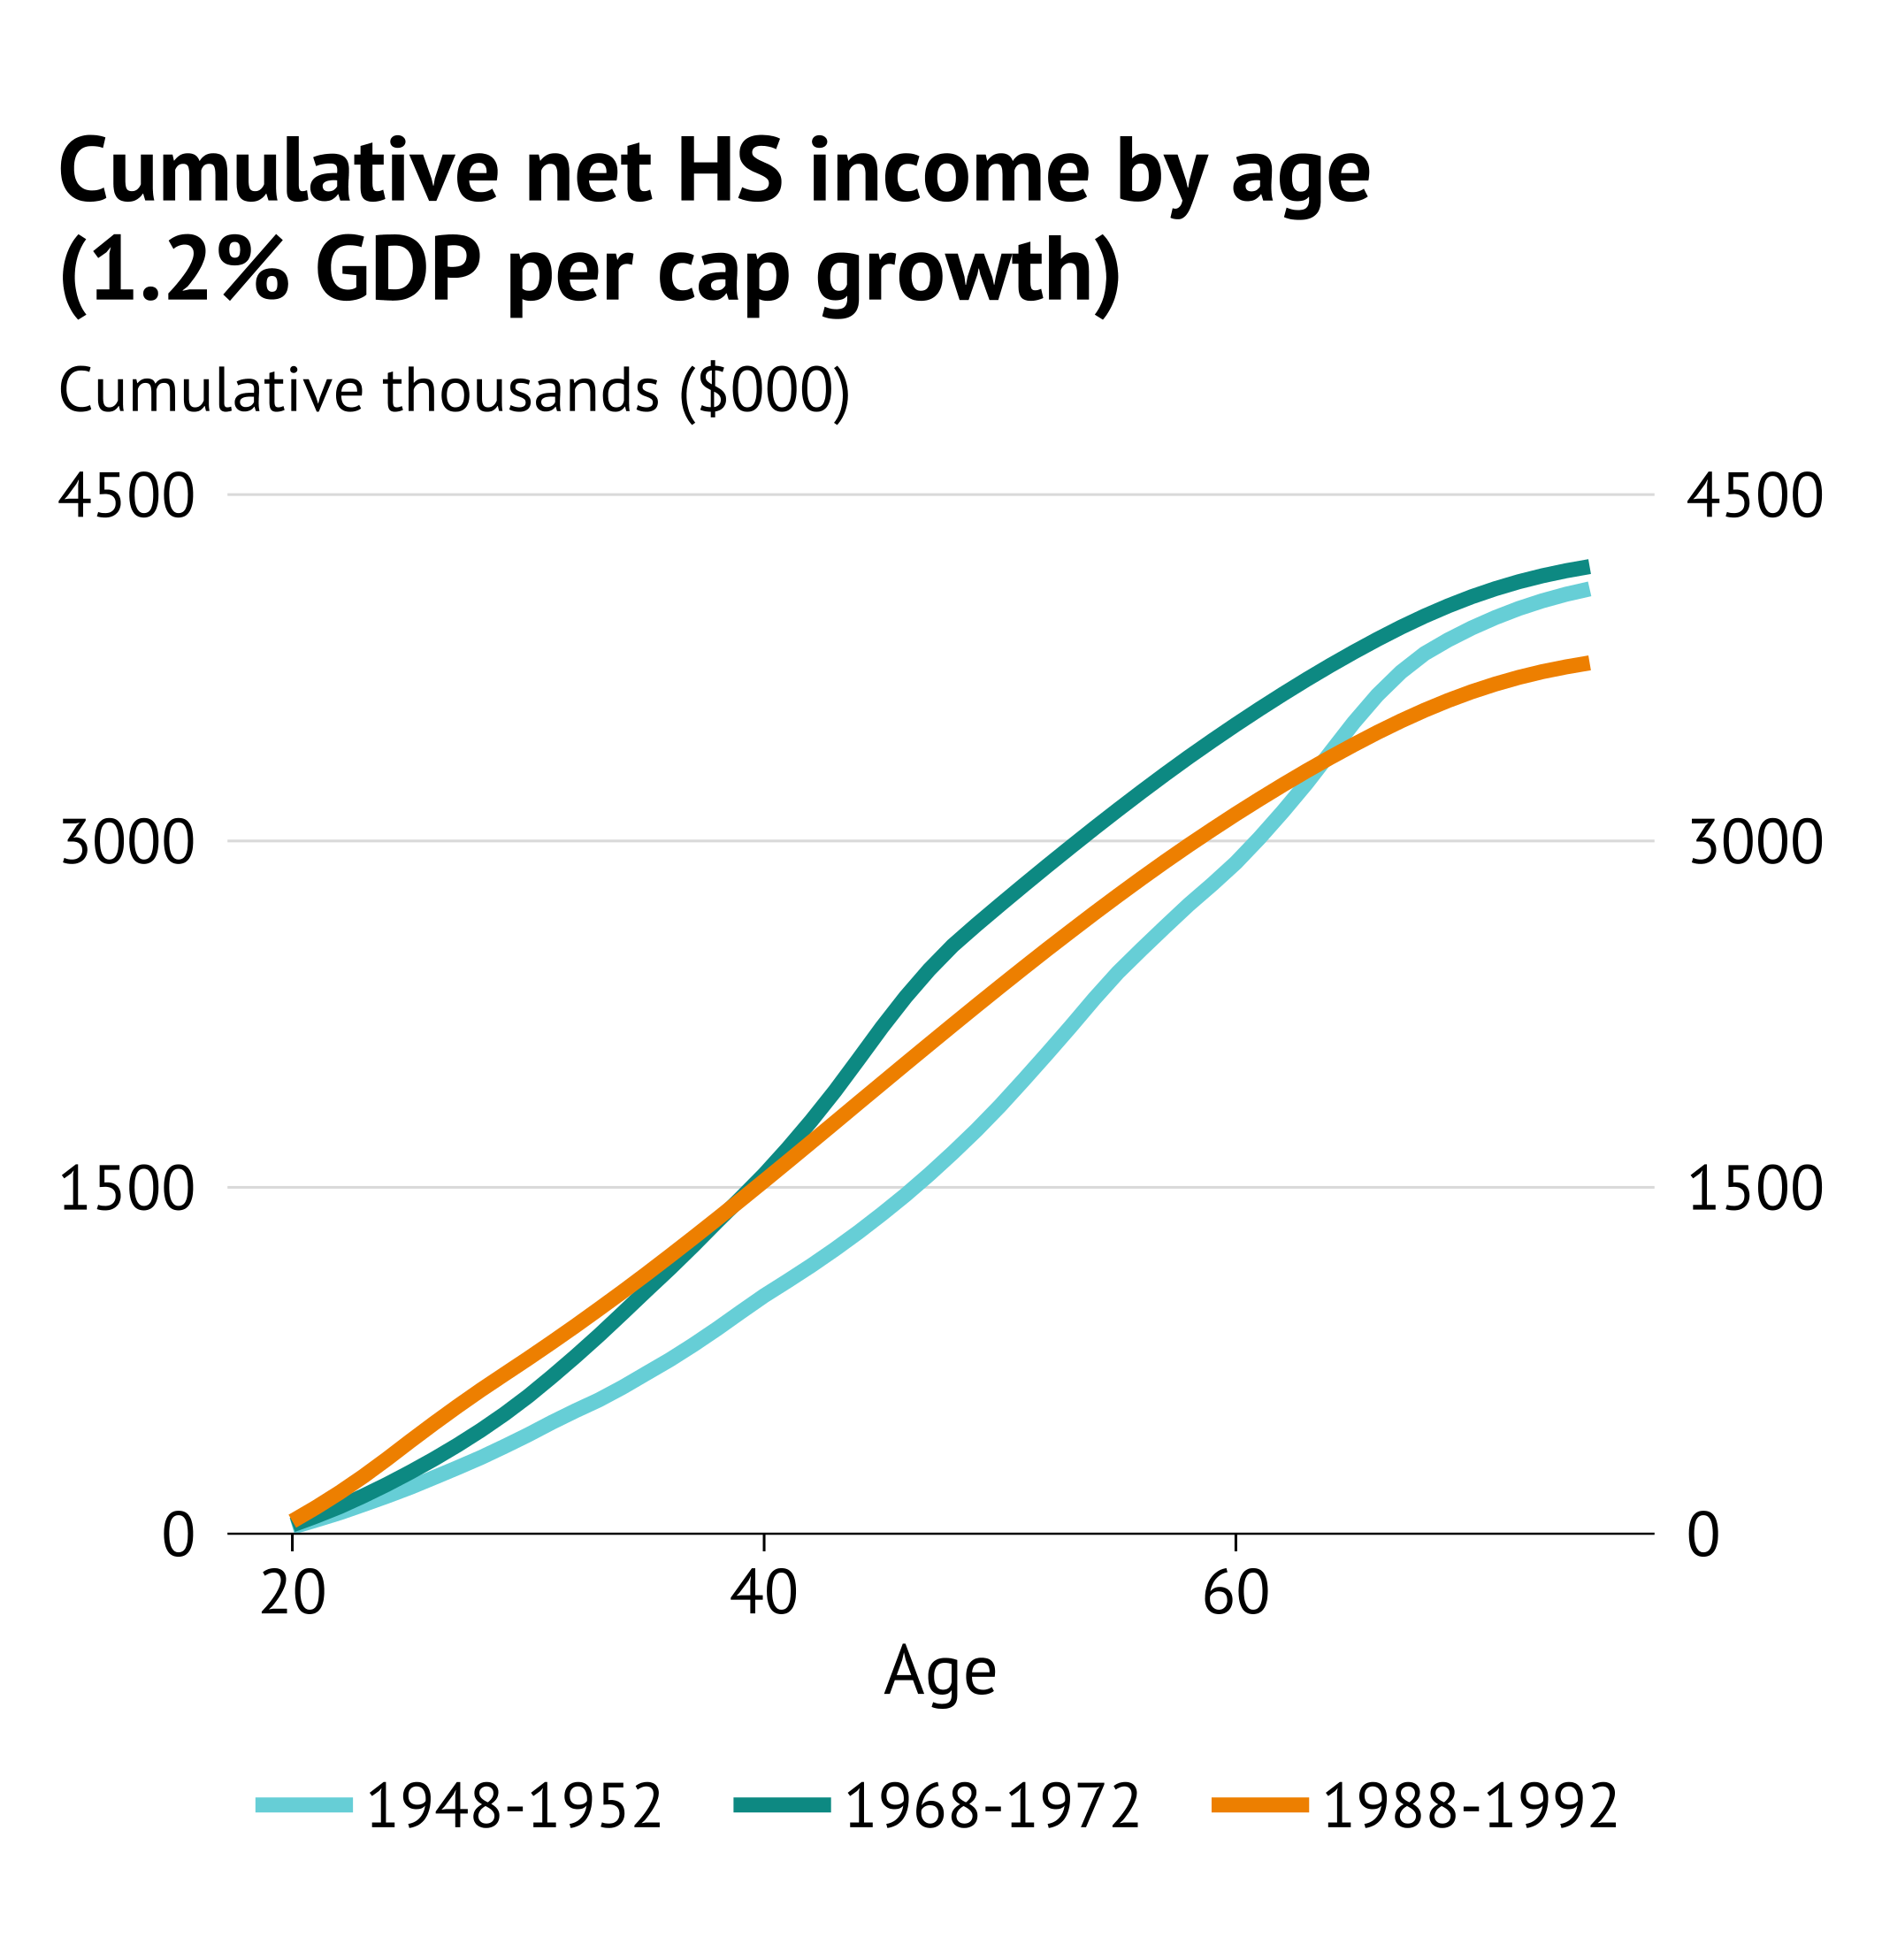 Cumulative net HS income by age
(1.2% GDP per cap growth)
Cumulative thousands ($000)
4500 4500
3000 3000
1500 1500
0 0
20 40 60
Age
1948-1952 1968-1972 1988-1992